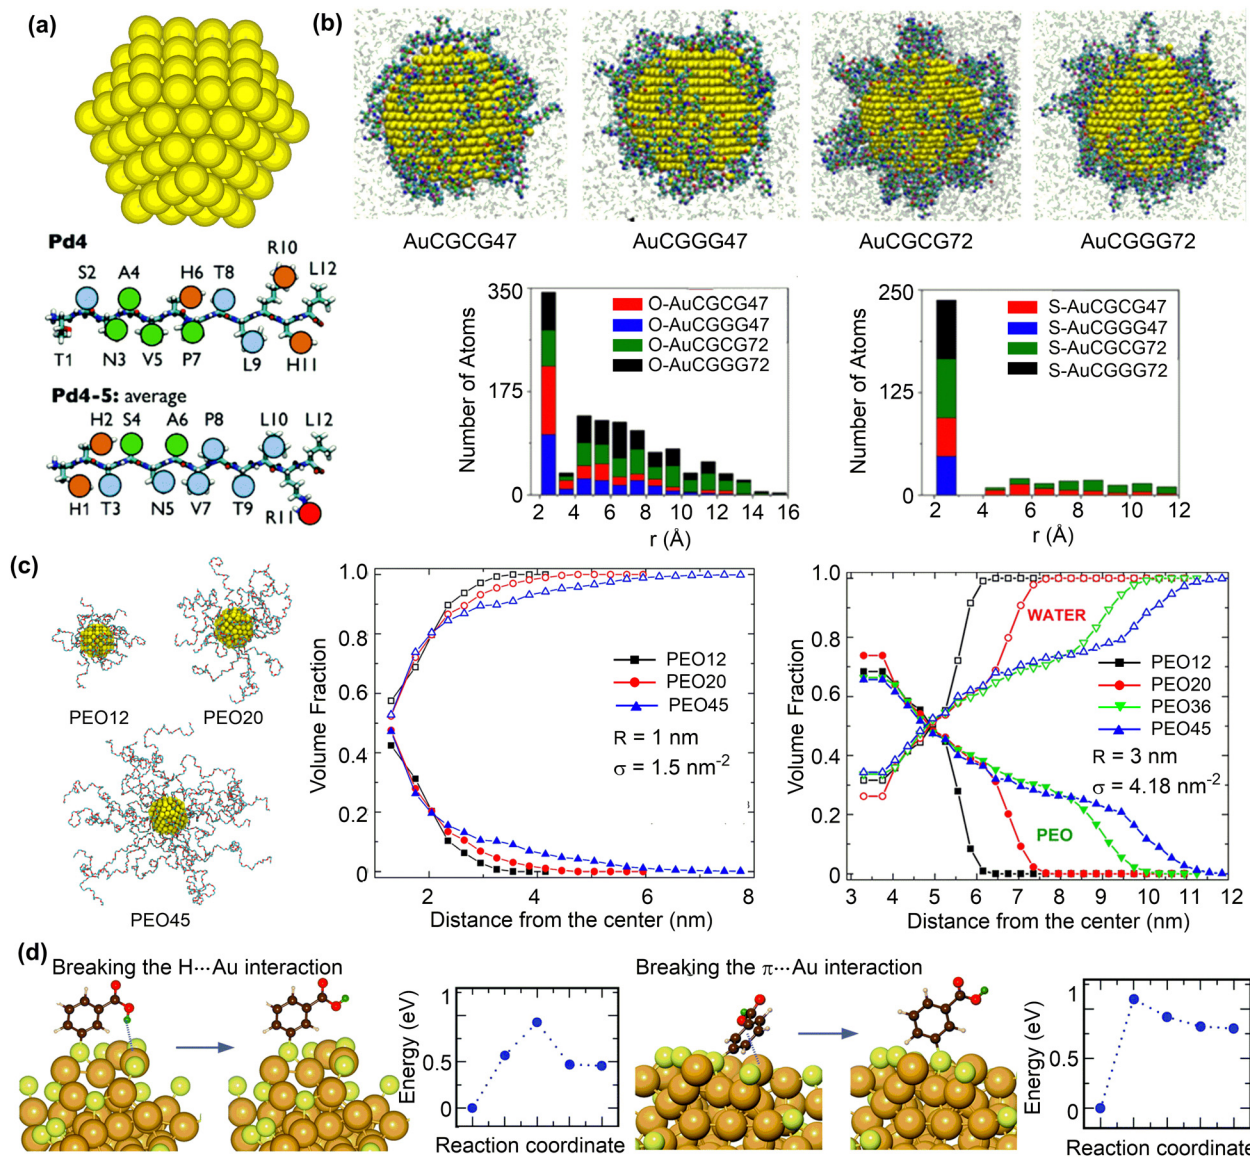 (a)
(b)
AuCGCG47
AuCGGG47
AuCGCG72
AuCGGG72
Pd4
S2
A4
H6
T8
R10
L12
T1
N3
V5
P7
L9
H11
Pd4-5: average
H2
S4
A6
P8
L10
L12
H1
T3
N5
V7
T9
R11
Number of Atoms
350
175
0
O-AuCGCG47
O-AuCGGG47
O-AuCGCG72
O-AuCGGG72
2 4 6 8 10 12 14 16
r (Å)
Number of Atoms
250
125
0
S-AuCGCG47
S-AuCGGG47
S-AuCGCG72
S-AuCGGG72
2 4 6 8 10 12
r (Å)
(c)
PEO12
PEO20
PEO45
Volume Fraction
1.0
0.8
0.6
0.4
0.2
0
PEO12
PEO20
PEO45
R = 1 nm
σ = 1.5 nm-2
2 4 6 8
Distance from the center (nm)
Volume Fraction
1.0
0.8
0.6
0.4
0.2
0
WATER
PEO12
PEO20
PEO36
PEO45
R = 3 nm
σ = 4.18 nm-2
PEO
3 4 5 6 7 8 9 10 11 12
Distance from the center (nm)
(d)
Breaking the H···Au interaction
Energy (eV)
1
0.5
0
Reaction coordinate
Breaking the π···Au interaction
Energy (eV)
1
0.5
0
Reaction coordinate